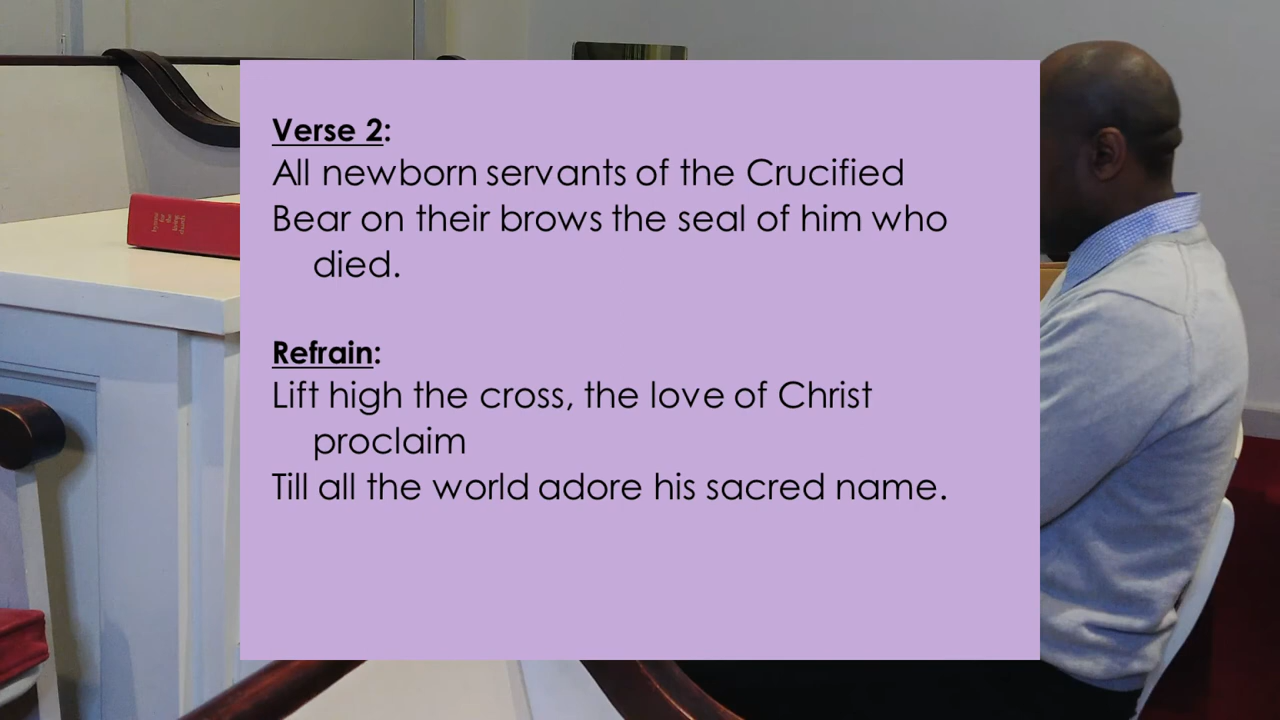 Verse 2:
All newborn servants of the Crucified
Bear on their brows the seal of him who
died.
Refrain:
Lift high the cross, the love of Christ
proclaim
Till all the world adore his sacred name.